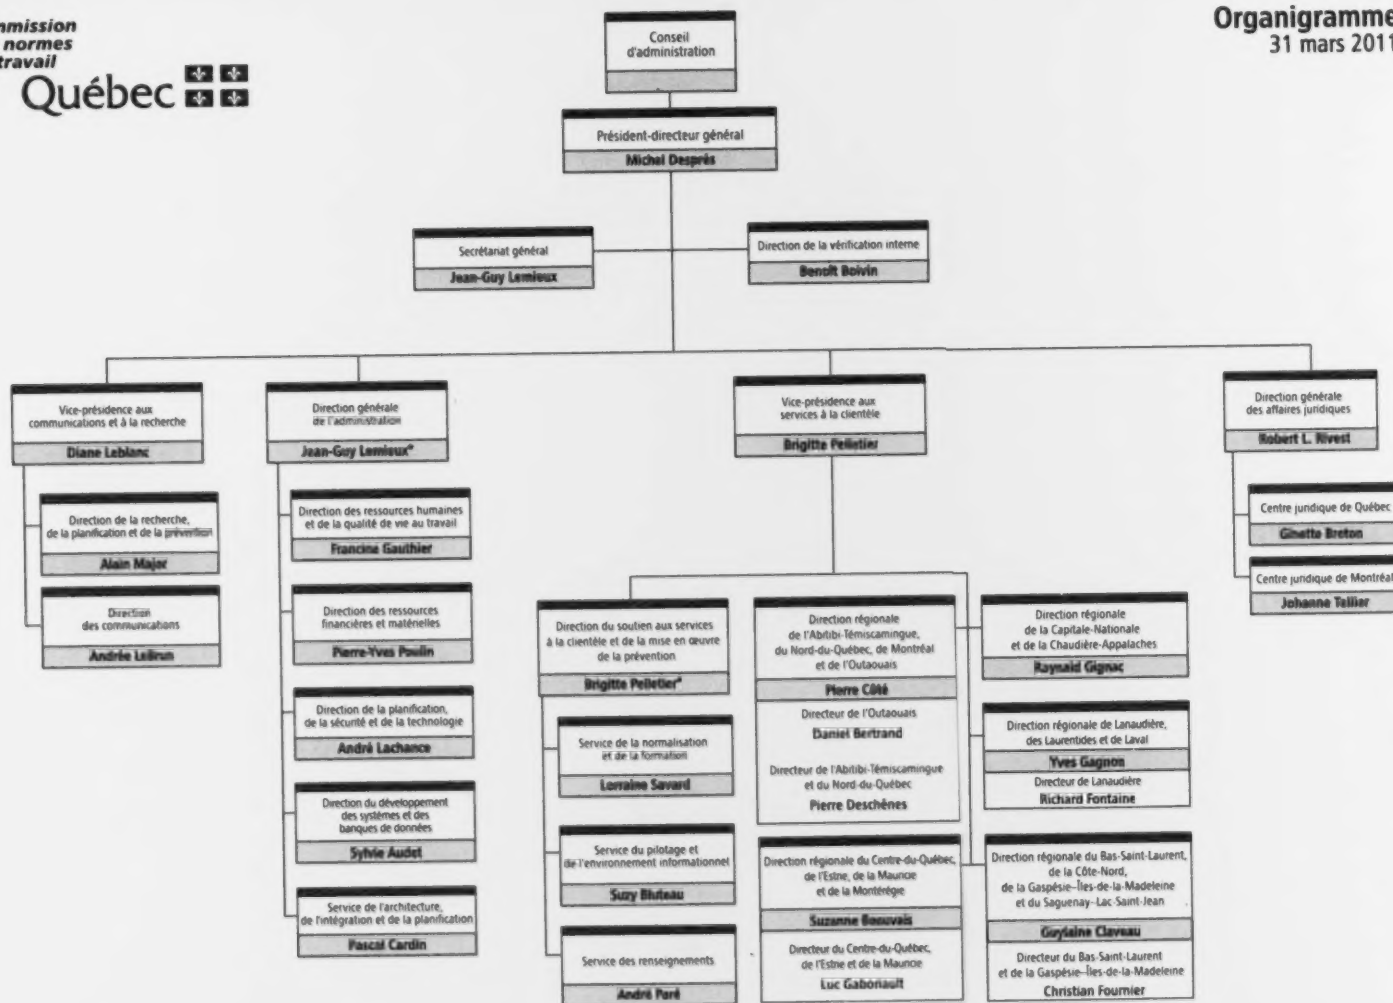 mmission
normes
travail
Québec
Organigramme
31 mars 2011
Conseil
d'administration
Président-directeur général
Michel Després
Secrétariat général
Jean-Guy Lemieux
Direction de la vérification interne
Benoît Boivin
Vice-présidence aux
communications et à la recherche
Diane Leblanc
Direction de la recherche,
de la planification et de la prévention
Alain Major
Direction
des communications
Andrée LeBrun
Direction générale
de l'administration
Jean-Guy Lemieux*
Direction des ressources humaines
et de la qualité de vie au travail
Francine Gauthier
Direction des ressources
financières et matérielles
Pierre-Yves Poulin
Direction de la planification,
de la sécurité et de la technologie
André Lachance
Direction du développement
des systèmes et des
banques de données
Sylvie Audet
Service de l'architecture,
de l'intégration et de la planification
Pascal Cardin
Vice-présidence aux
services à la clientèle
Brigitte Pelletier
Direction du soutien aux services
à la clientèle et de la mise en œuvre
de la prévention
Brigitte Pelletier*
Service de la normalisation
et de la formation
Lorraine Savard
Service du pilotage et
de l'environnement informationnel
Suzy Bluteau
Service des renseignements
André Paré
Direction régionale
de l'Abitibi-Témiscamingue,
du Nord-du-Québec, de Montréal
et de l'Outaouais
Pierre Côté
Directeur de l'Outaouais
Daniel Bertrand
Directeur de l'Abitibi-Témiscamingue
et du Nord-du-Québec
Pierre Deschênes
Direction régionale du Centre-du-Québec,
de l'Estrie, de la Mauricie
et de la Montérégie
Suzanne Beauvais
Directeur du Centre-du-Québec,
de l'Estrie et de la Mauricie
Luc Gaboriault
Direction régionale
de la Capitale-Nationale
et de la Chaudière-Appalaches
Raynald Gignac
Direction régionale de Lanaudière,
des Laurentides et de Laval
Yves Gagnon
Directeur de Lanaudière
Richard Fontaine
Direction régionale du Bas-Saint-Laurent,
de la Côte-Nord,
de la Gaspésie–Îles-de-la-Madeleine
et du Saguenay–Lac-Saint-Jean
Guylaine Claveau
Directeur du Bas-Saint-Laurent
et de la Gaspésie–Îles-de-la-Madeleine
Christian Fournier
Direction générale
des affaires juridiques
Robert L. Rivest
Centre juridique de Québec
Ginette Breton
Centre juridique de Montréal
Johanne Tellier